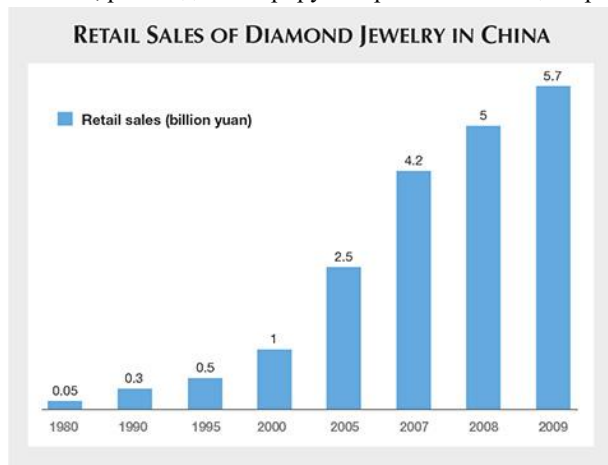 RETAIL SALES OF DIAMOND JEWELRY IN CHINA
Retail sales (billion yuan)
5.7
5
4.2
2.5
1
0.5
0.3
0.05
1980 1990 1995 2000 2005 2007 2008 2009